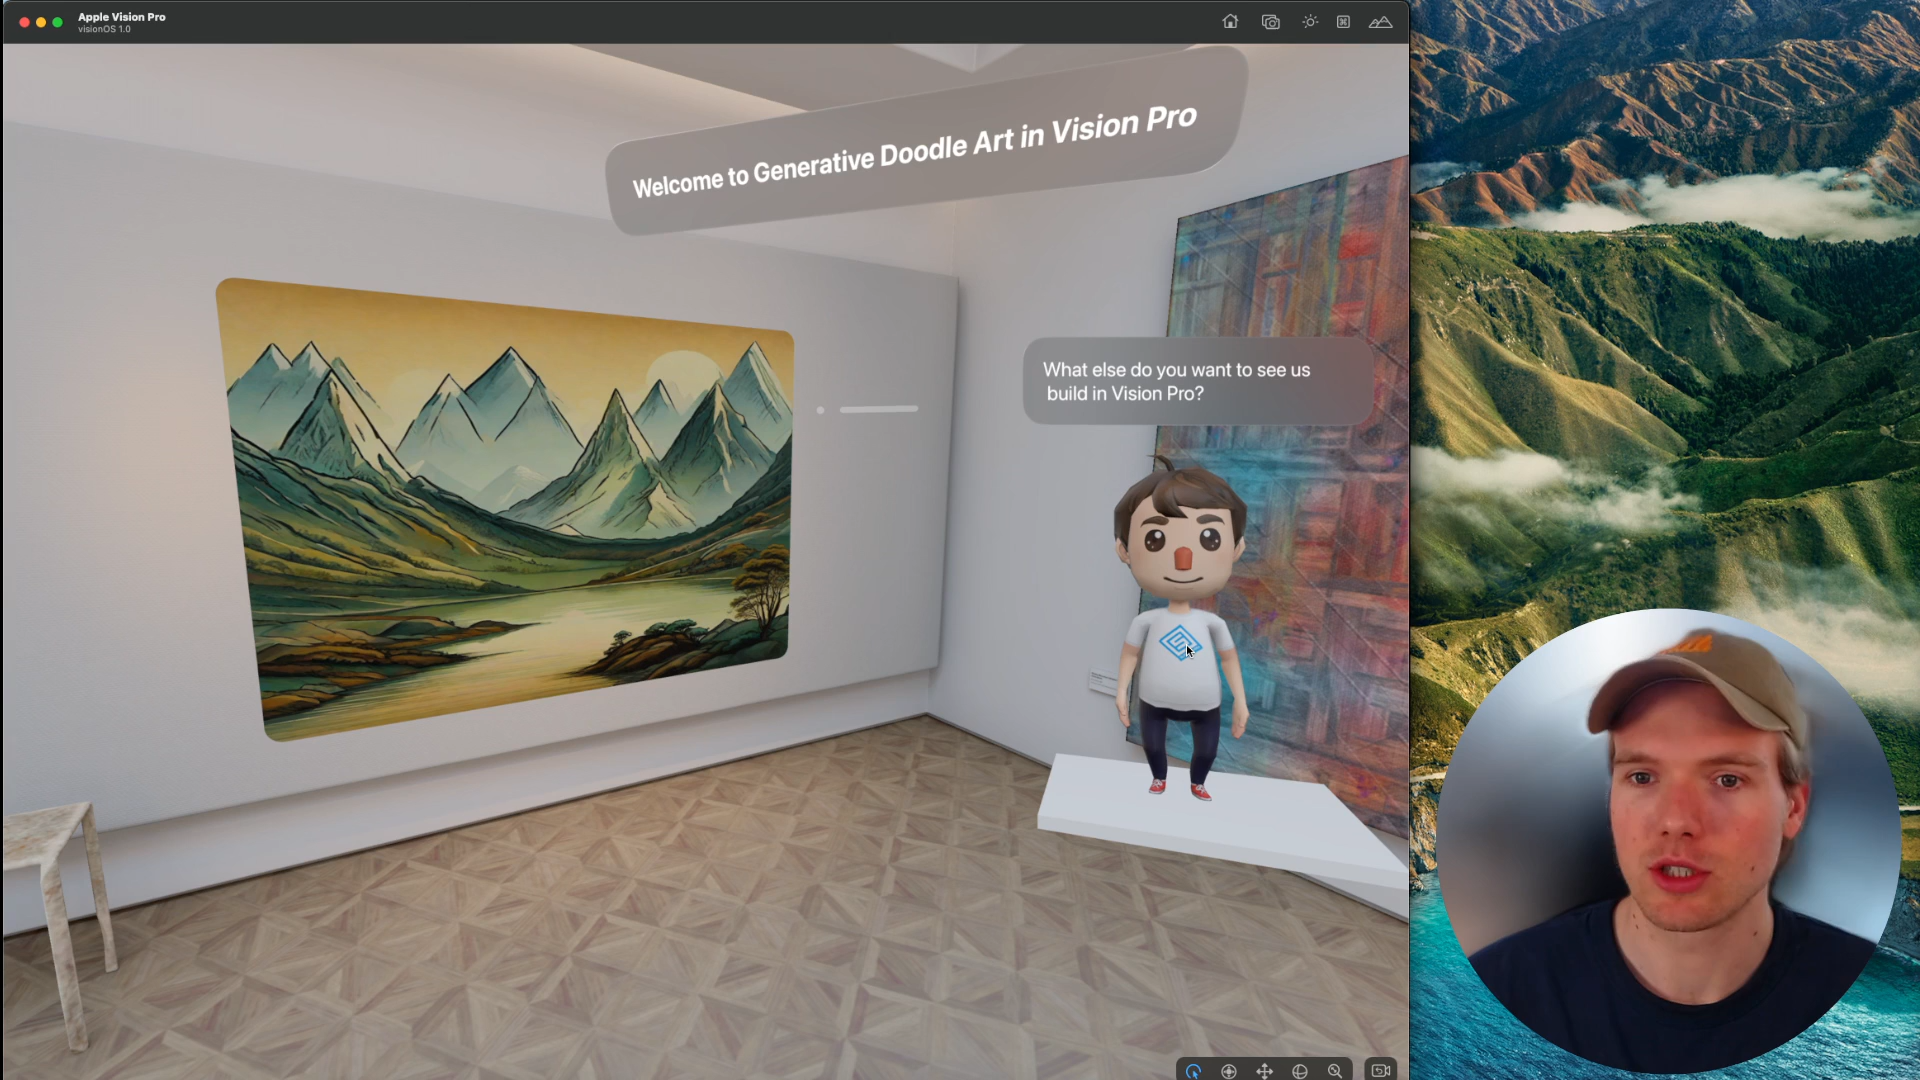 Apple Vision Pro
visionOS 1.0
Welcome to Generative Doodle Art in Vision Pro
What else do you want to see us
build in Vision Pro?